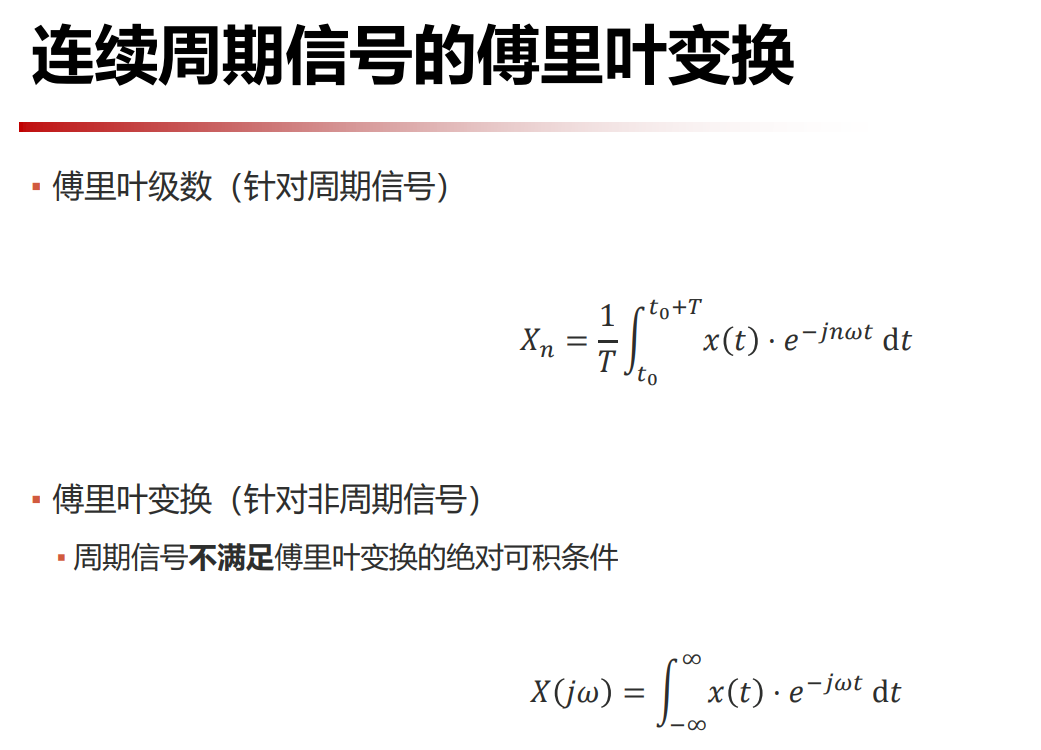 连续周期信号的傅里叶变换
▪ 傅里叶级数（针对周期信号）
$X_n = \frac{1}{T} \int_{t_0}^{t_0+T} x(t) \cdot e^{-jn\omega t} \, \mathrm{d}t$
▪ 傅里叶变换（针对非周期信号）
▪ 周期信号不满足傅里叶变换的绝对可积条件
$X(j\omega) = \int_{-\infty}^{\infty} x(t) \cdot e^{-j\omega t} \, \mathrm{d}t$